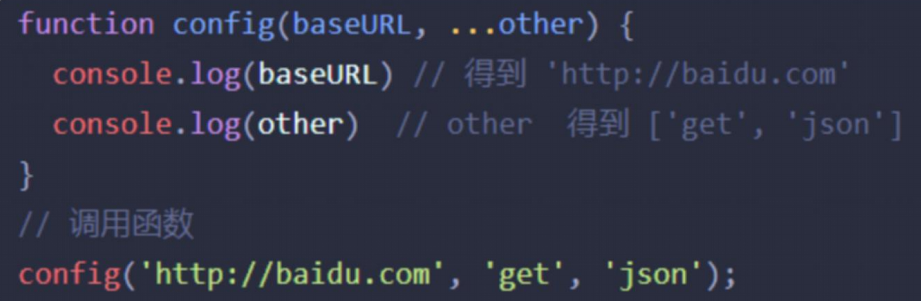 function config(baseURL, ...other) {
  console.log(baseURL) // 得到 'http://baidu.com'
  console.log(other)  // other  得到 ['get', 'json']
}
// 调用函数
config('http://baidu.com', 'get', 'json');